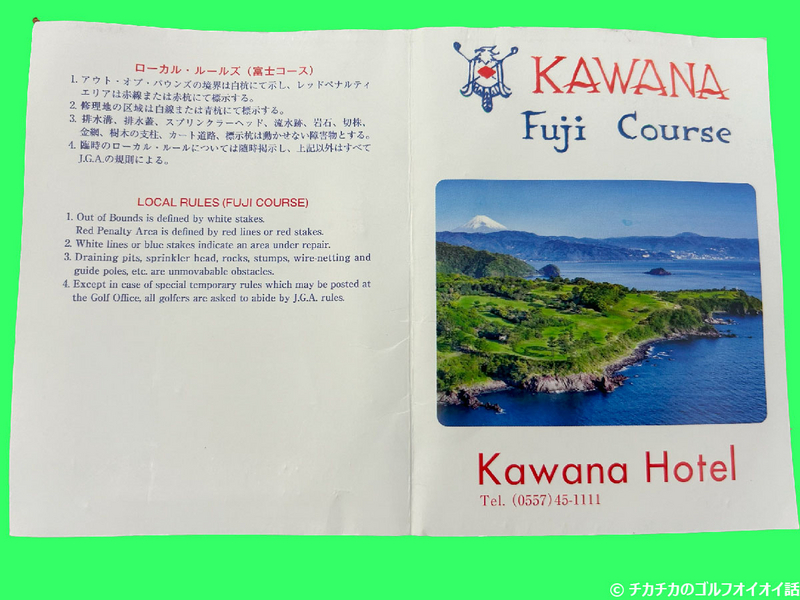 ローカル・ルールズ（富士コース）
1. アウト・オブ・バウンズの境界は白杭にて示し、レッドペナルティ
エリアは赤線または赤杭にて標示する。
2. 修理地の区域は白線または青杭にて標示する。
3. 排水溝、排水蓋、スプリンクラーヘッド、流水跡、岩石、切株、
金網、樹木の支柱、カート道路、標示杭は動かせない障害物とする。
4. 臨時のローカル・ルールについては随時掲示し、上記以外はすべて
J.G.A.の規則による。
LOCAL RULES (FUJI COURSE)
1. Out of Bounds is defined by white stakes.
Red Penalty Area is defined by red lines or red stakes.
2. White lines or blue stakes indicate an area under repair.
3. Draining pits, sprinkler head, rocks, stumps, wire-netting and
guide poles, etc. are unmovable obstacles.
4. Except in case of special temporary rules which may be posted at
the Golf Office, all golfers are asked to abide by J.G.A. rules.
KAWANA
Fuji Course
Kawana Hotel
Tel. (0557)45-1111
© チカチカのゴルフオイオイ話